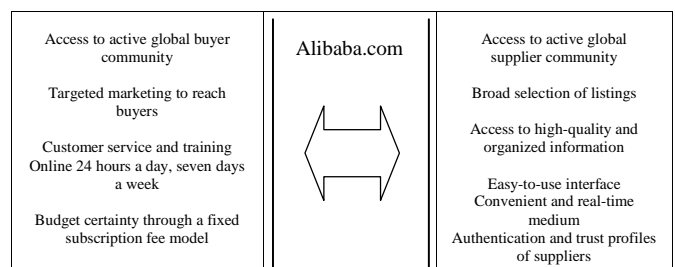 Access to active global buyer
community
Targeted marketing to reach
buyers
Customer service and training
Online 24 hours a day, seven days
a week
Budget certainty through a fixed
subscription fee model
Alibaba.com
Access to active global
supplier community
Broad selection of listings
Access to high-quality and
organized information
Easy-to-use interface
Convenient and real-time
medium
Authentication and trust profiles
of suppliers